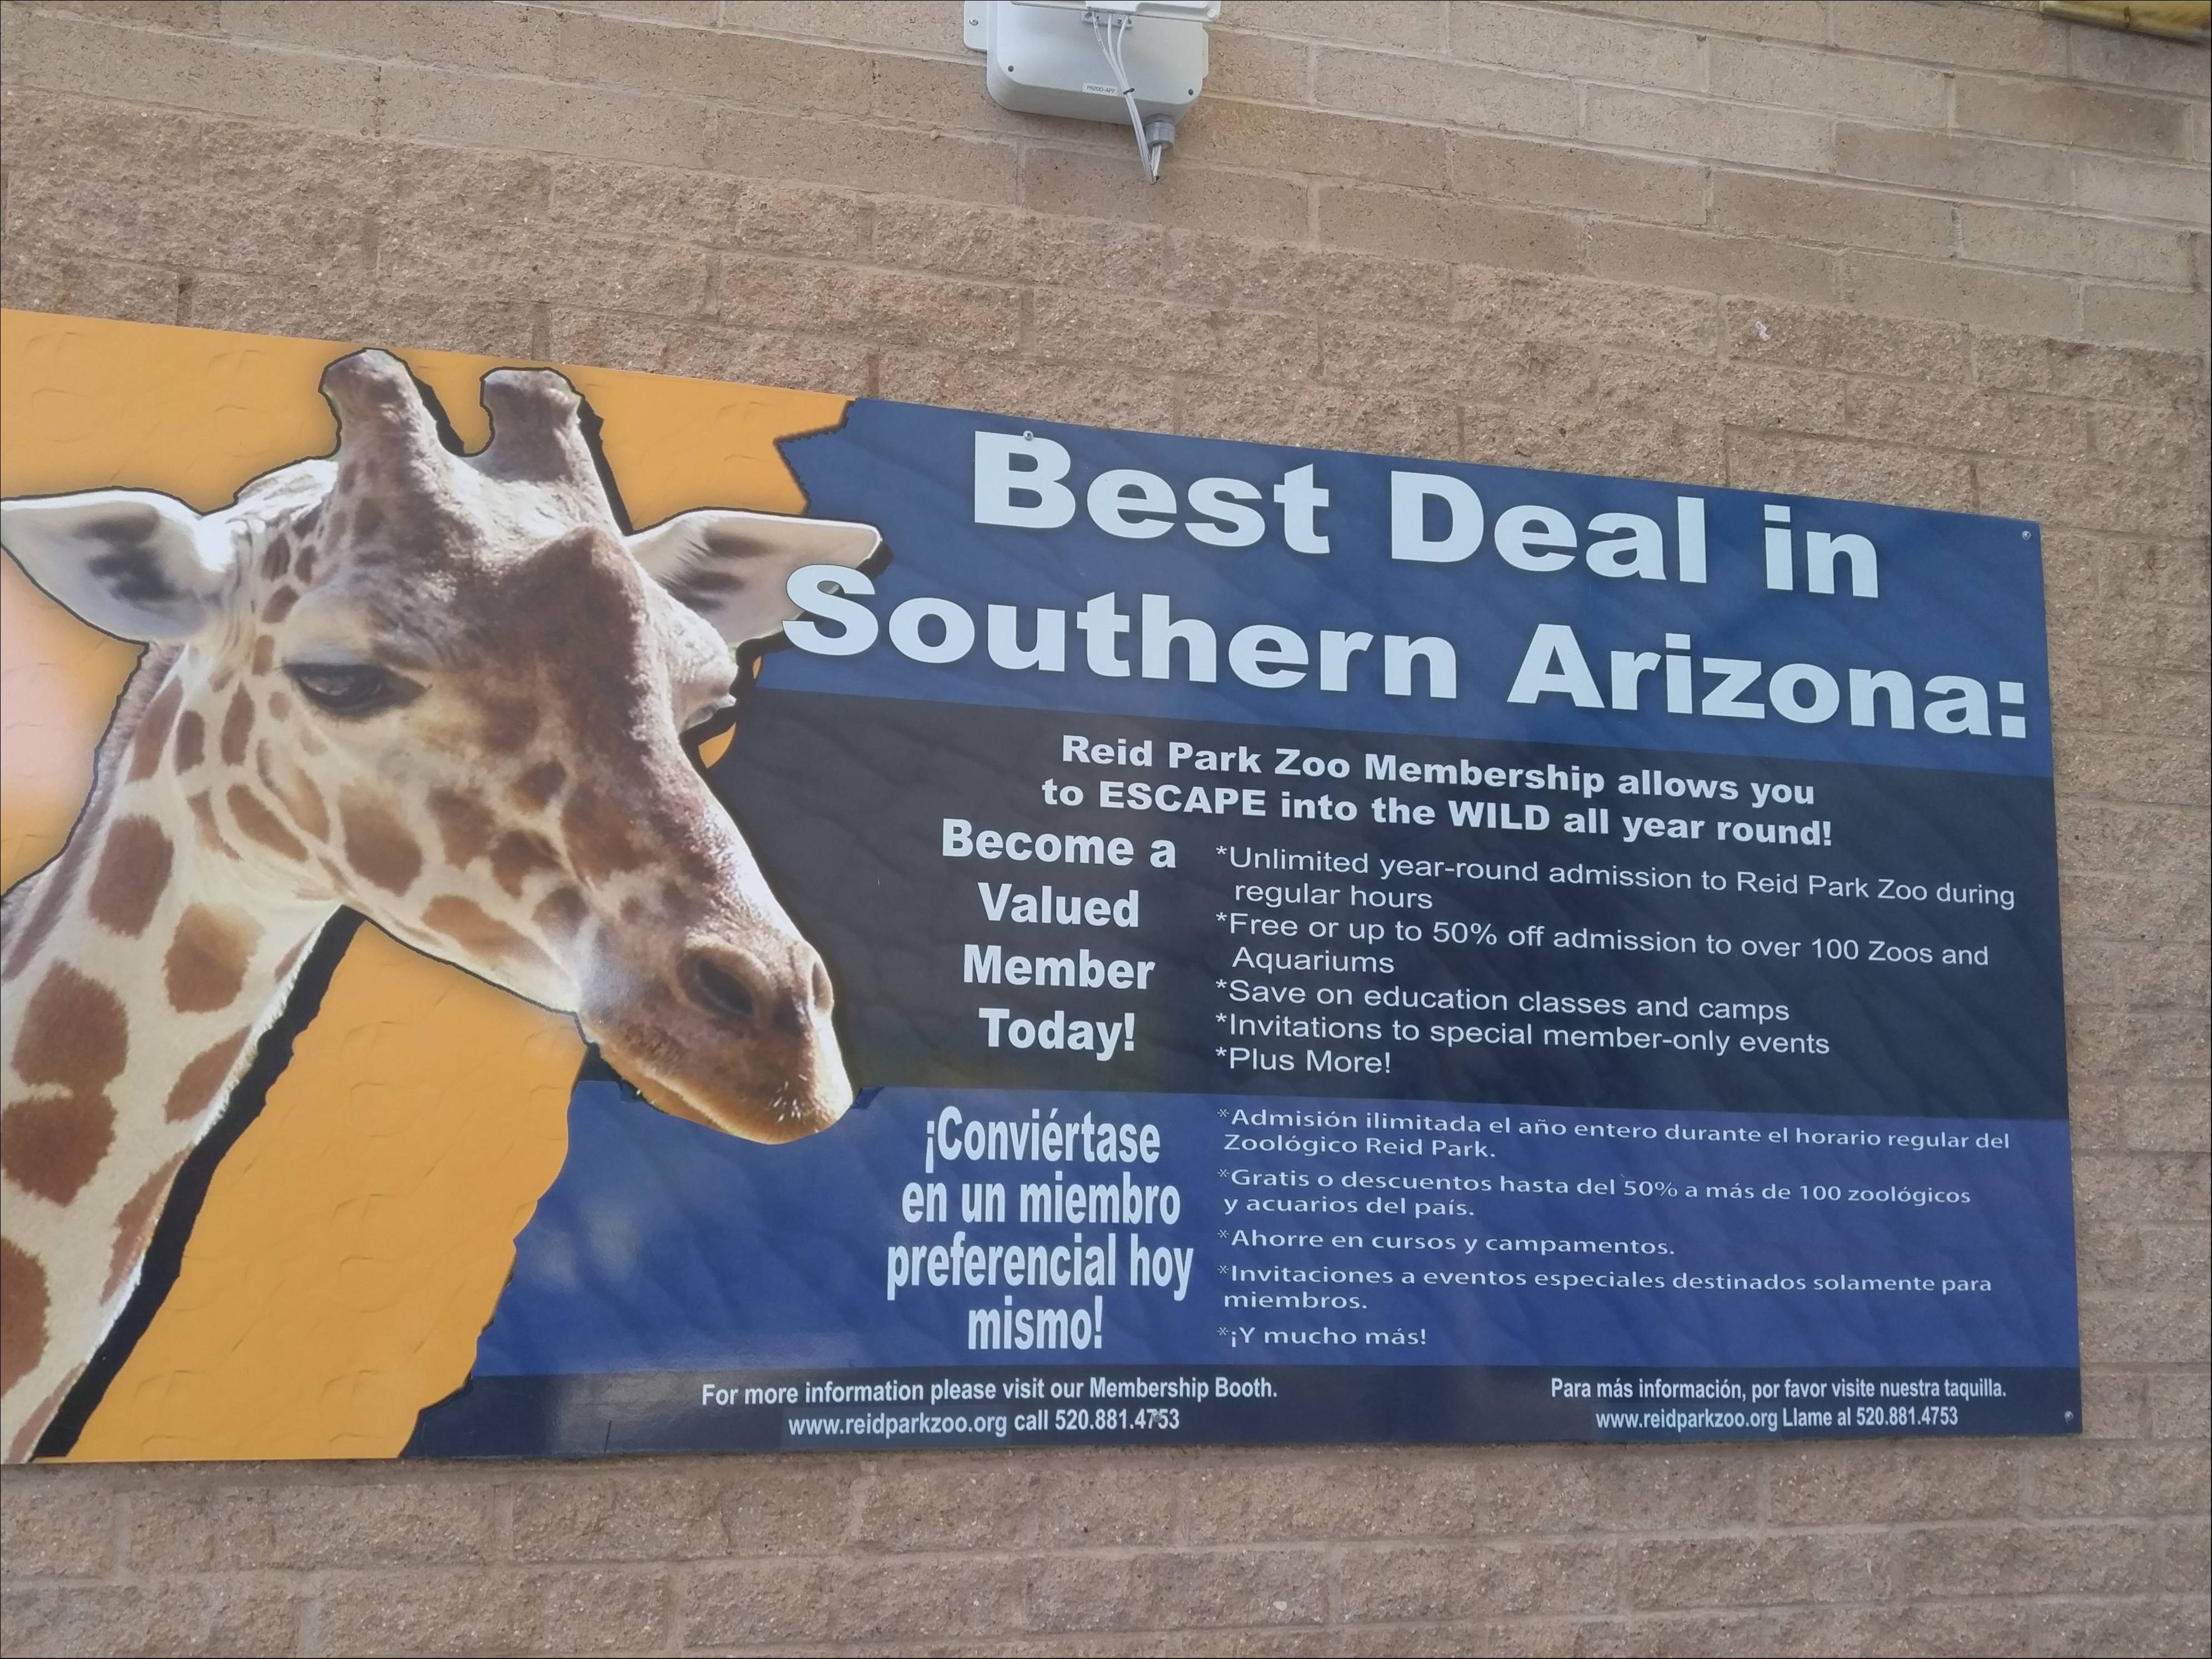 Best Deal in
Southern Arizona:
Reid Park Zoo Membership allows you
to ESCAPE into the WILD all year round!
Become a
Valued
Member
Today!
*Unlimited year-round admission to Reid Park Zoo during
regular hours
*Free or up to 50% off admission to over 100 Zoos and
Aquariums
*Save on education classes and camps
*Invitations to special member-only events
*Plus More!
¡Conviértase
en un miembro
preferencial hoy
mismo!
*Admisión ilimitada el año entero durante el horario regular del
Zoológico Reid Park.
*Gratis o descuentos hasta del 50% a más de 100 zoológicos
y acuarios del país.
*Ahorre en cursos y campamentos.
*Invitaciones a eventos especiales destinados solamente para
miembros.
*¡Y mucho más!
For more information please visit our Membership Booth.
www.reidparkzoo.org call 520.881.4753
Para más información, por favor visite nuestra taquilla.
www.reidparkzoo.org Llame al 520.881.4753